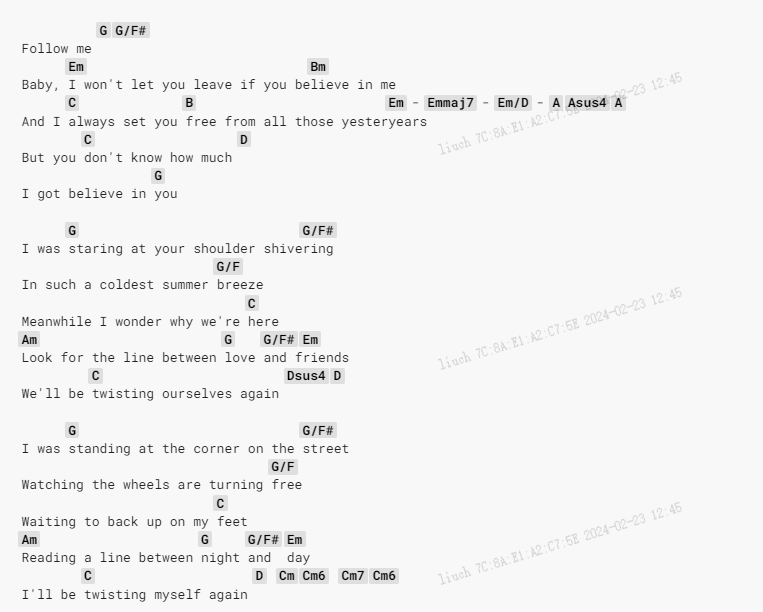 G G/F#
Follow me
Em Bm
Baby, I won't let you leave if you believe in me
C B Em - Emmaj7 - Em/D - A Asus4 A
And I always set you free from all those yesteryears
C D
But you don't know how much
G
I got believe in you
G G/F#
I was staring at your shoulder shivering
G/F
In such a coldest summer breeze
C
Meanwhile I wonder why we're here
Am G G/F# Em
Look for the line between love and friends
C Dsus4 D
We'll be twisting ourselves again
G G/F#
I was standing at the corner on the street
G/F
Watching the wheels are turning free
C
Waiting to back up on my feet
Am G G/F# Em
Reading a line between night and day
C D Cm Cm6 Cm7 Cm6
I'll be twisting myself again
liuch 7C:8A:E1:A2:C7:5E 2024-02-23 12:45
liuch 7C:8A:E1:A2:C7:5E 2024-02-23 12:45
liuch 7C:8A:E1:A2:C7:5E 2024-02-23 12:45